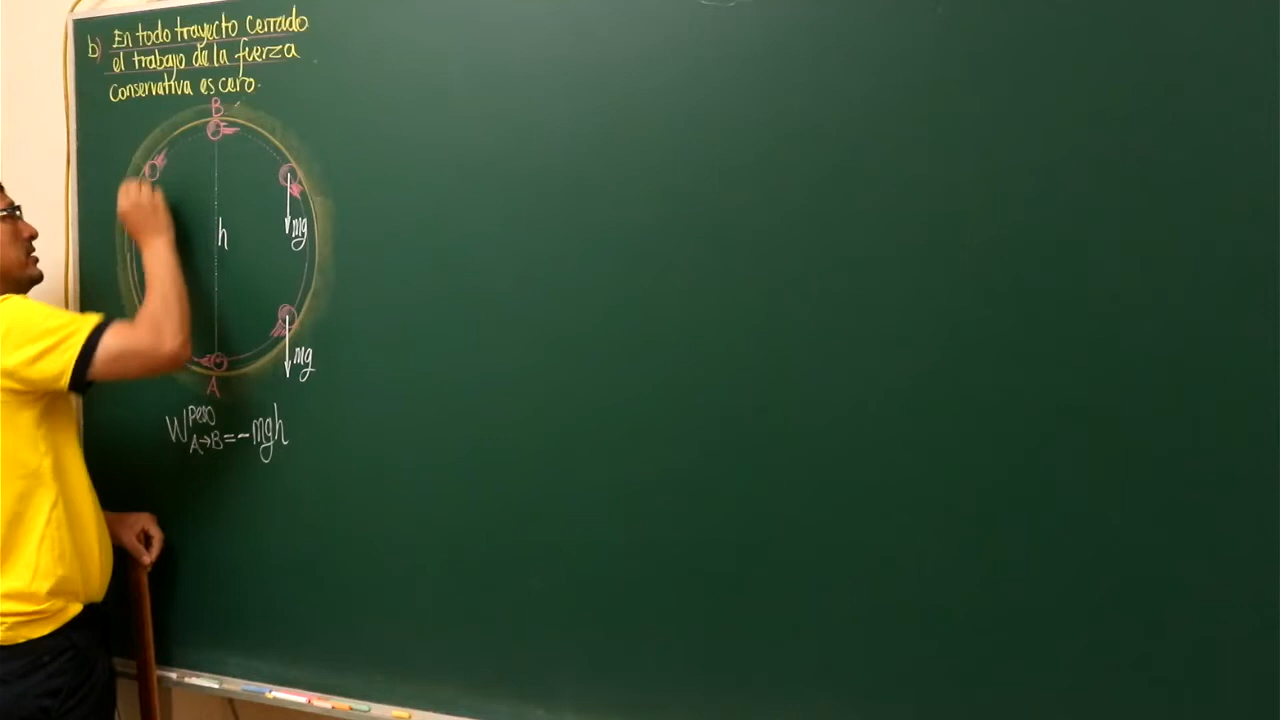 b) En todo trayecto cerrado
el trabajo de la fuerza
conservativa es cero.
B
mg
h
mg
A
W Peso A→B = -mgh